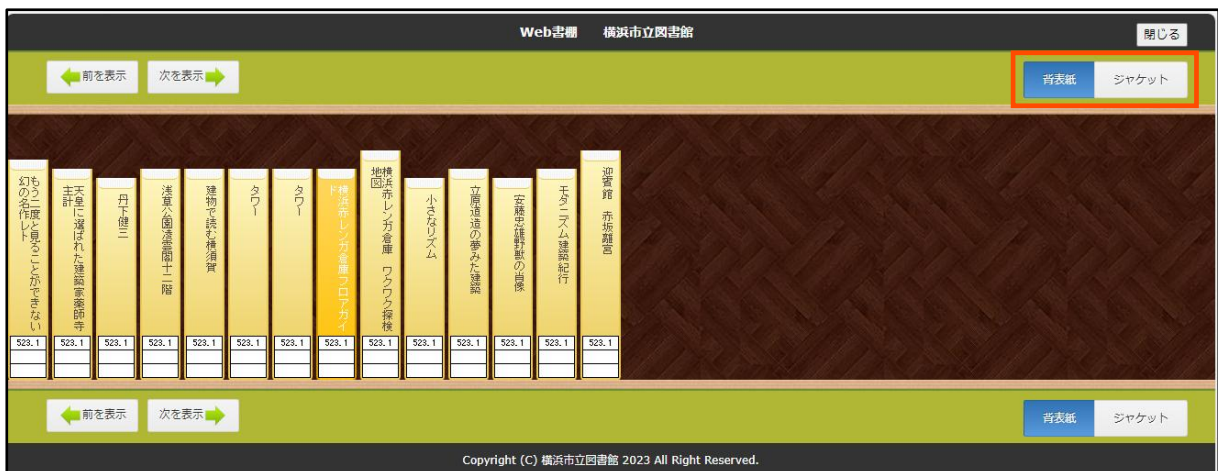 Web書棚 横浜市立図書館
閉じる
前を表示 次を表示
背表紙 ジャケット
もう二度と見ることができない
幻の名作レト
天皇に選ばれた建築家薬師寺
主計
丹下健三
浅草公園凌雲閣十二階
建物で読む横須賀
タワー
タワー
横浜赤レンガ倉庫フロアガイ
ド
横浜赤レンガ倉庫 ワクワク探検
地図
小さなリズム
立原道造の夢みた建築
安藤忠雄野獣の肖像
モダニズム建築紀行
迎賓館 赤坂離宮
523.1 523.1 523.1 523.1 523.1 523.1 523.1 523.1 523.1 523.1 523.1 523.1 523.1 523.1
前を表示 次を表示
背表紙 ジャケット
Copyright (C) 横浜市立図書館 2023 All Right Reserved.